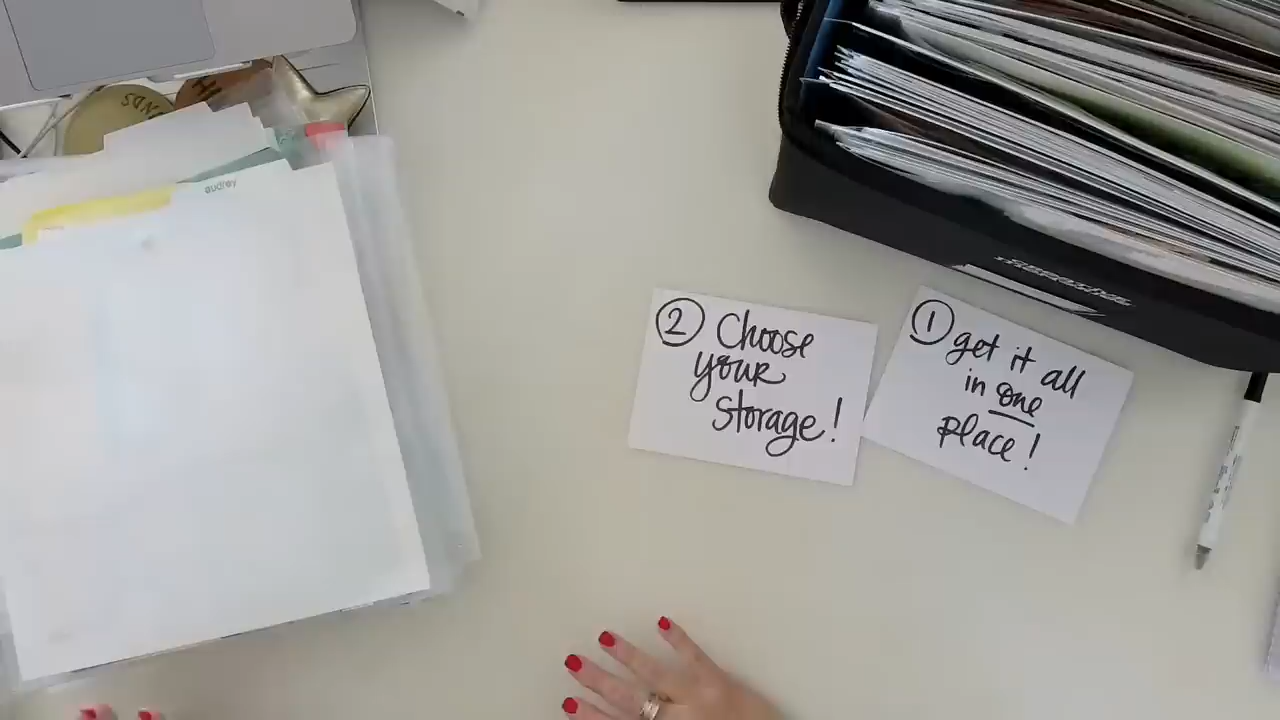 audrey
② Choose
your
storage!
① get it all
in one
place!